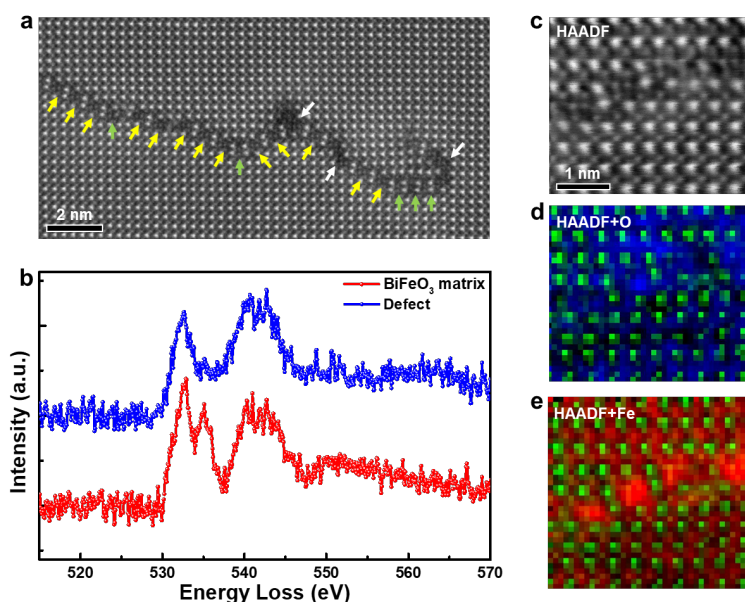 a
2 nm
b
BiFeO₃ matrix
Defect
Intensity (a.u.)
520 530 540 550 560 570
Energy Loss (eV)
c
HAADF
1 nm
d
HAADF+O
e
HAADF+Fe